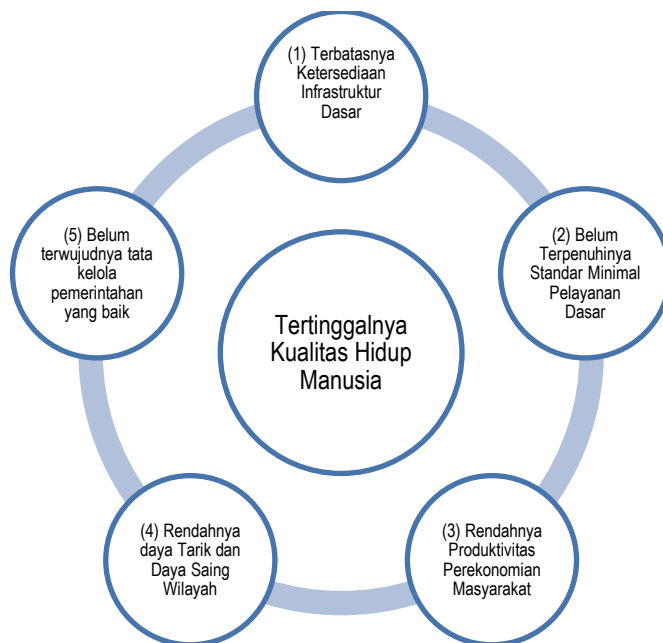 (1) Terbatasnya
Ketersediaan
Infrastruktur
Dasar
(2) Belum
Terpenuhinya
Standar Minimal
Pelayanan
Dasar
(3) Rendahnya
Produktivitas
Perekonomian
Masyarakat
(4) Rendahnya
daya Tarik dan
Daya Saing
Wilayah
(5) Belum
terwujudnya tata
kelola
pemerintahan
yang baik
Tertinggalnya
Kualitas Hidup
Manusia